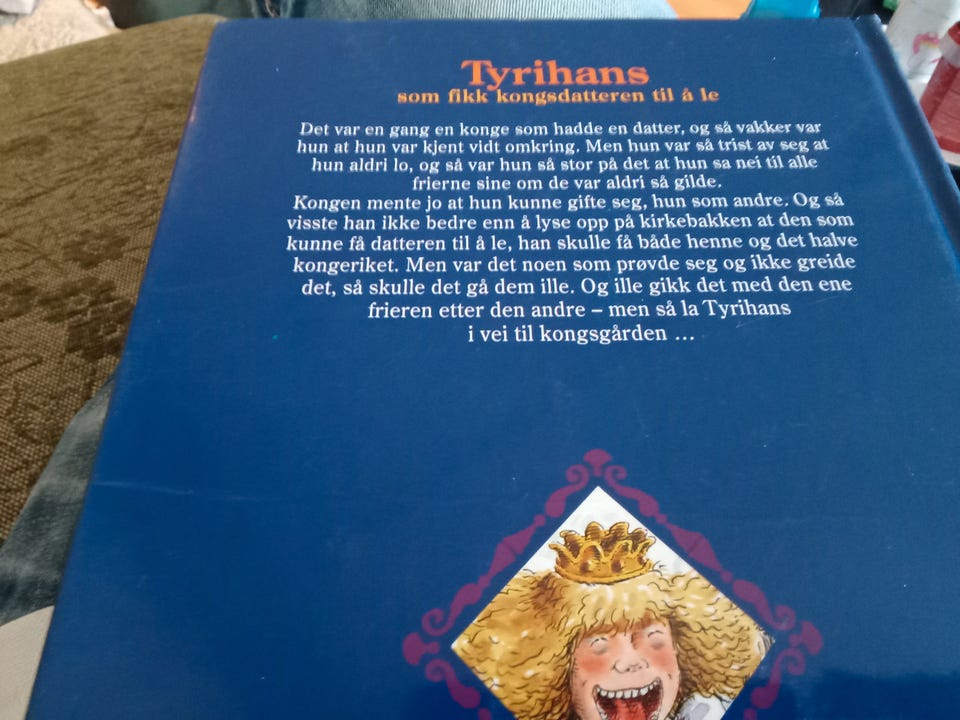 Tyrihans
som fikk kongsdatteren til å le
Det var en gang en konge som hadde en datter, og så vakker var
hun at hun var kjent vidt omkring. Men hun var så trist av seg at
hun aldri lo, og så var hun så stor på det at hun sa nei til alle
frierne sine om de var aldri så gilde.
Kongen mente jo at hun kunne gifte seg, hun som andre. Og så
visste han ikke bedre enn å lyse opp på kirkebakken at den som
kunne få datteren til å le, han skulle få både henne og det halve
kongeriket. Men var det noen som prøvde seg og ikke greide
det, så skulle det gå dem ille. Og ille gikk det med den ene
frieren etter den andre – men så la Tyrihans
i vei til kongsgården ...